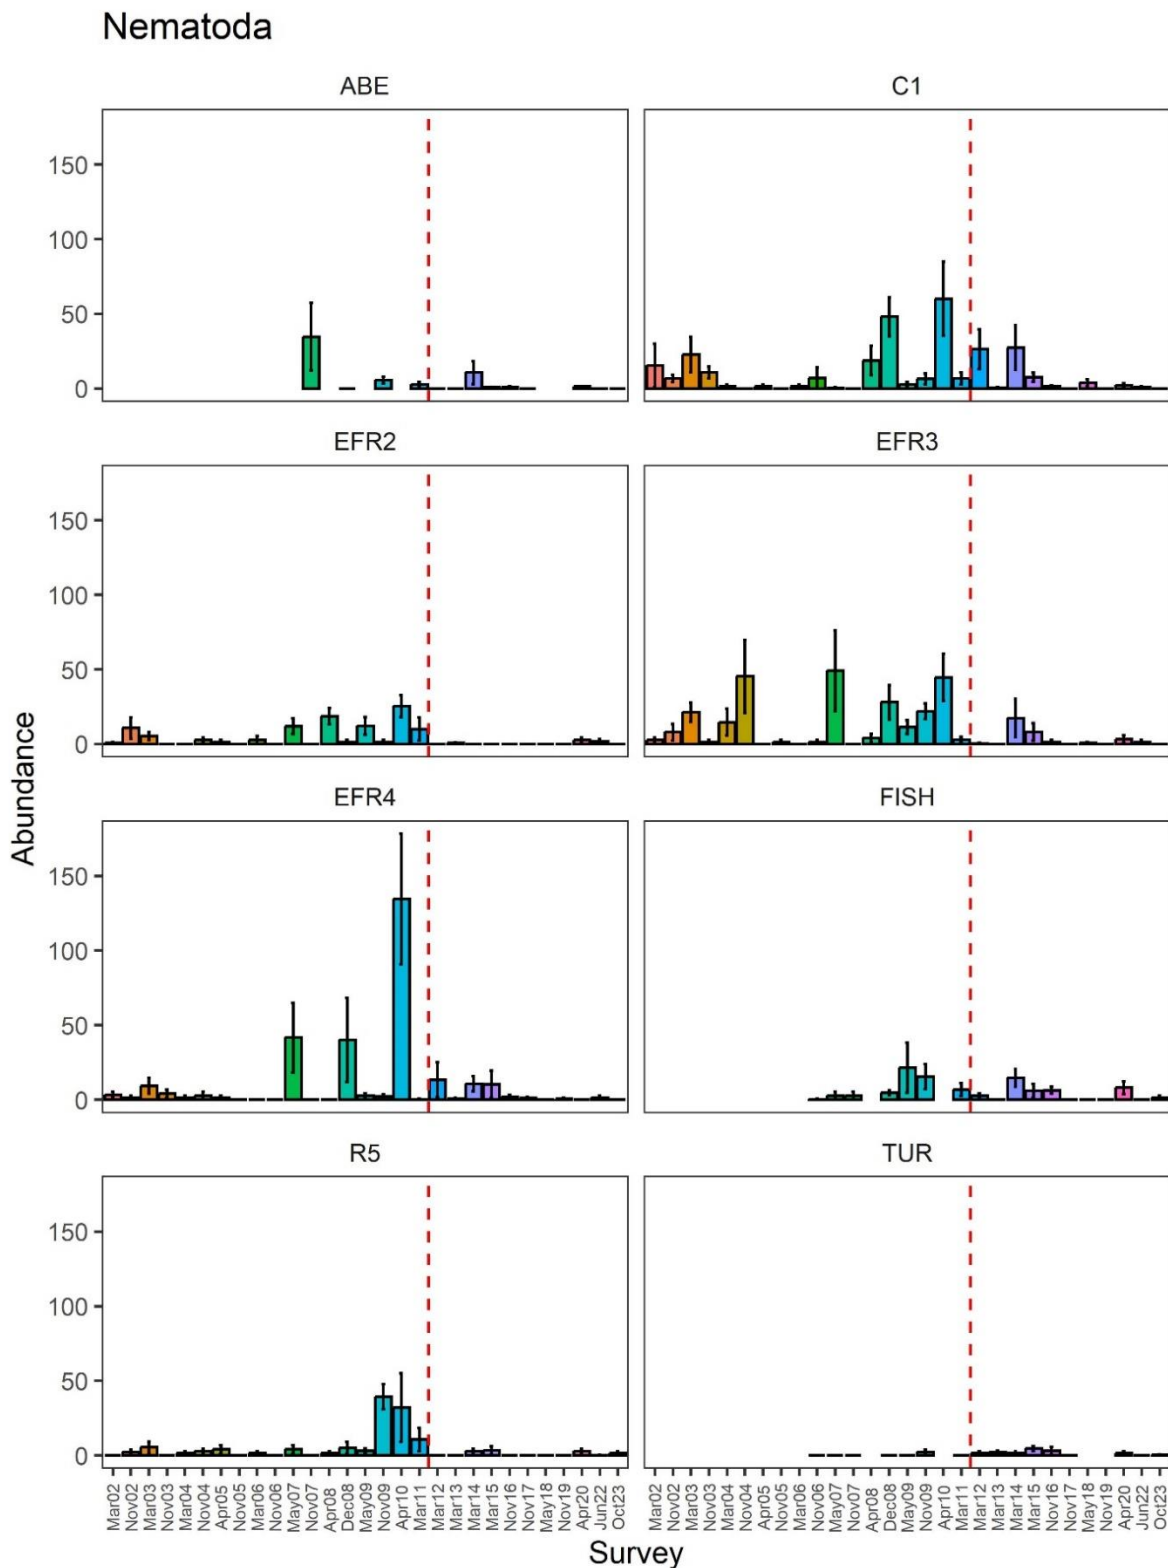 Nematoda
ABE
C1
150
100
50
0
EFR2
EFR3
150
100
50
0
EFR4
FISH
150
100
50
0
R5
TUR
150
100
50
0
Abundance
Mar02 Nov02 Mar03 Nov03 Mar04 Nov04 Apr05 Nov05 Mar06 Nov06 May07 Nov07 Apr08 Dec08 May09 Nov09 Apr10 Mar11 Mar12 Mar13 Mar14 Mar15 Nov16 Nov17 May18 Nov19 Apr20 Jun22 Oct23
Mar02 Nov02 Mar03 Nov03 Mar04 Nov04 Apr05 Nov05 Mar06 Nov06 May07 Nov07 Apr08 Dec08 May09 Nov09 Apr10 Mar11 Mar12 Mar13 Mar14 Mar15 Nov16 Nov17 May18 Nov19 Apr20 Jun22 Oct23
Survey